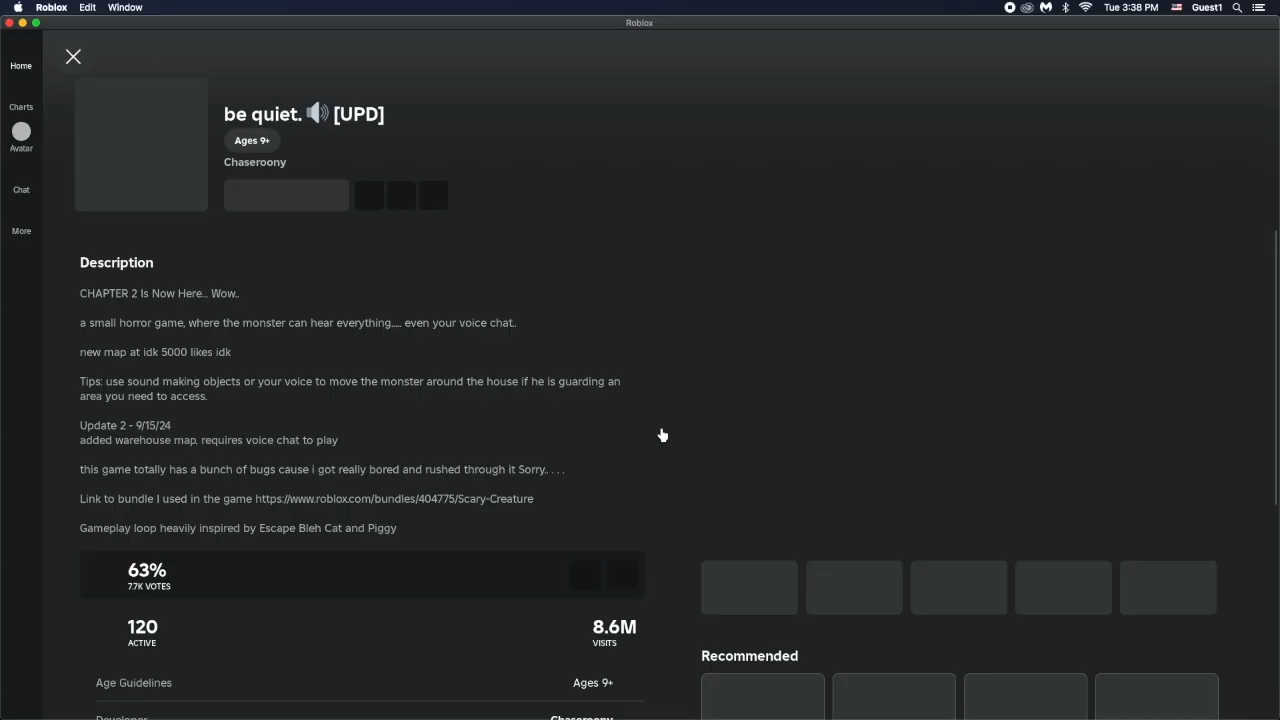 Roblox Edit Window
Tue 3:38 PM Guest1
Roblox
Home
Charts
Avatar
Chat
More
be quiet. 🔊 [UPD]
Ages 9+
Chaseroony
Description
CHAPTER 2 Is Now Here... Wow..
a small horror game, where the monster can hear everything..... even your voice chat..
new map at idk 5000 likes idk
Tips: use sound making objects or your voice to move the monster around the house if he is guarding an
area you need to access.
Update 2 - 9/15/24
added warehouse map, requires voice chat to play
this game totally has a bunch of bugs cause i got really bored and rushed through it Sorry.. . . .
Link to bundle I used in the game https://www.roblox.com/bundles/404775/Scary-Creature
Gameplay loop heavily inspired by Escape Bleh Cat and Piggy
63%
7.7K VOTES
120
ACTIVE
8.6M
VISITS
Recommended
Age Guidelines
Ages 9+
Developer
Chaseroony